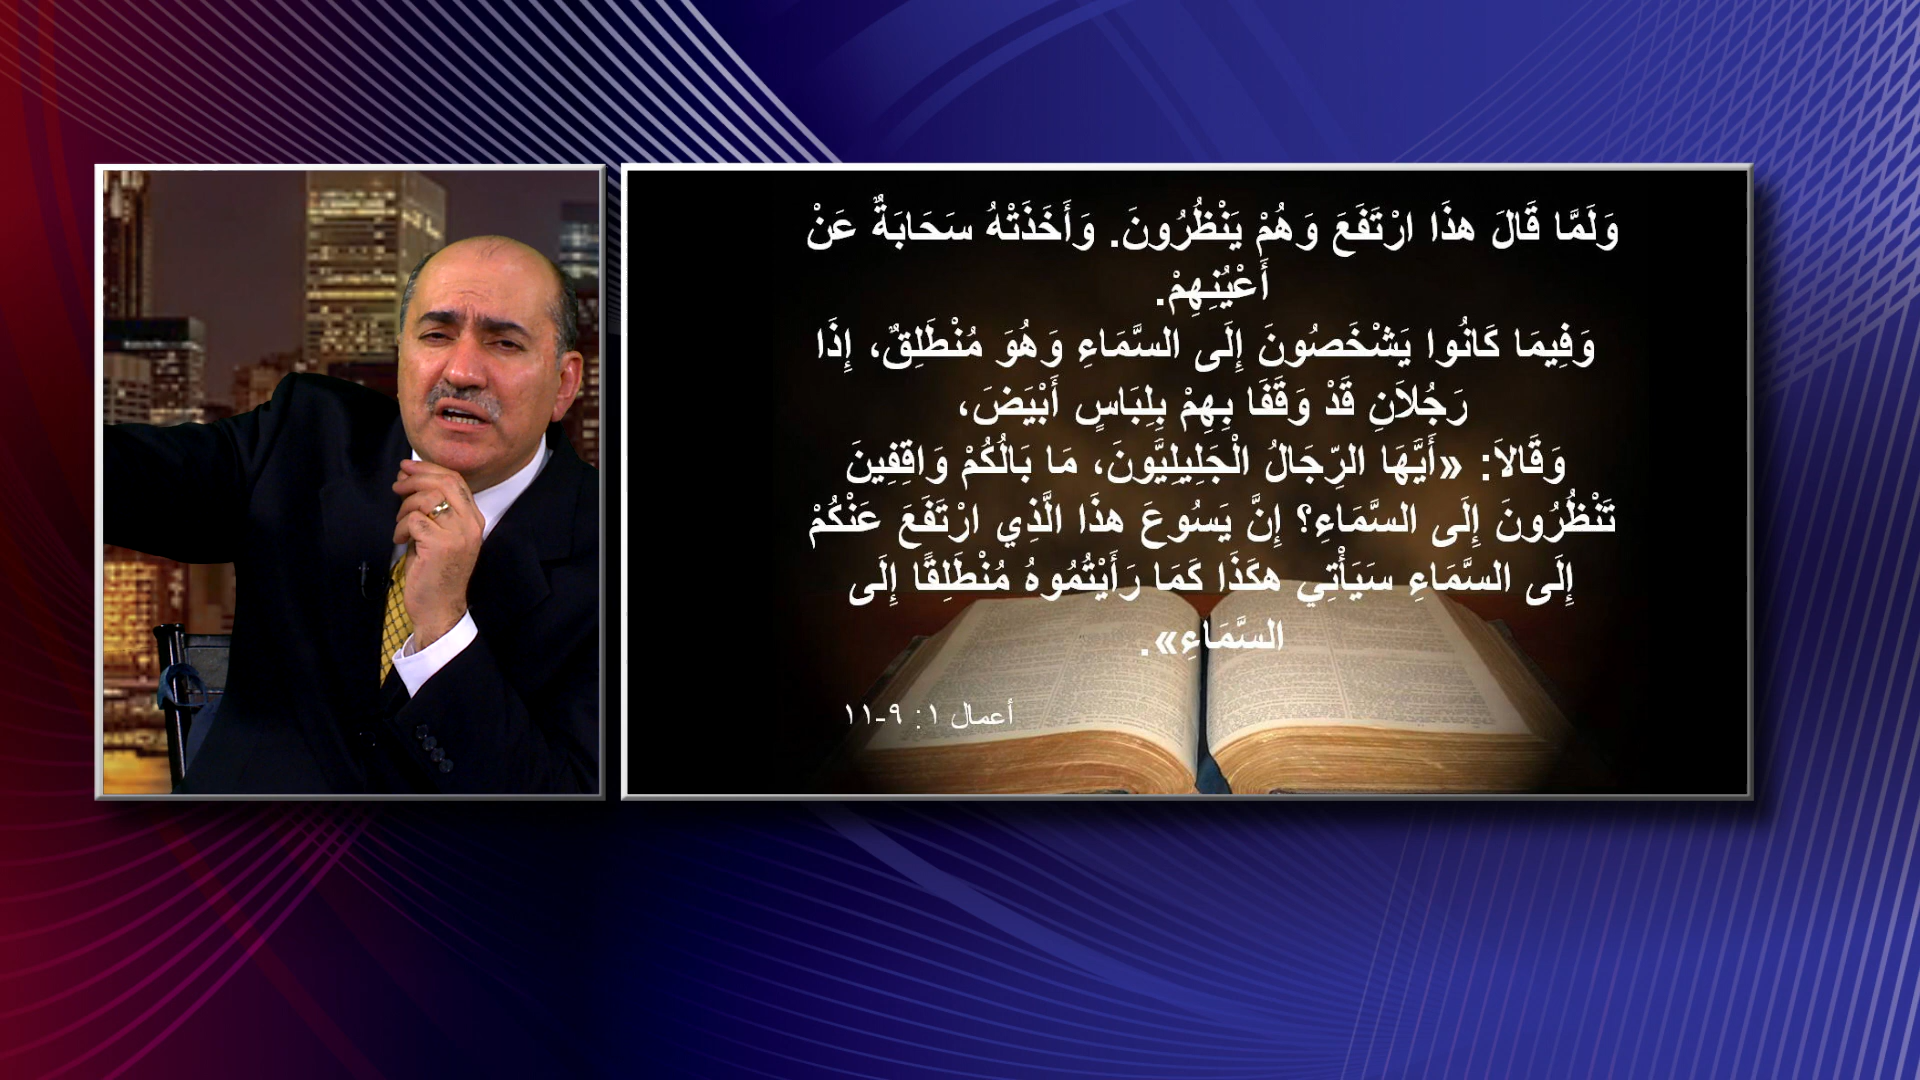 وَلَمَّا قَالَ هذَا ارْتَفَعَ وَهُمْ يَنْظُرُونَ. وَأَخَذَتْهُ سَحَابَةٌ عَنْ
أَعْيُنِهِمْ.
وَفِيمَا كَانُوا يَشْخَصُونَ إِلَى السَّمَاءِ وَهُوَ مُنْطَلِقٌ، إِذَا
رَجُلاَنِ قَدْ وَقَفَا بِهِمْ بِلِبَاسٍ أَبْيَضَ،
وَقَالاَ: «أَيَّهَا الرِّجَالُ الْجَلِيلِيَّونَ، مَا بَالُكُمْ وَاقِفِينَ
تَنْظُرُونَ إِلَى السَّمَاءِ؟ إِنَّ يَسُوعَ هذَا الَّذِي ارْتَفَعَ عَنْكُمْ
إِلَى السَّمَاءِ سَيَأْتِي هكَذَا كَمَا رَأَيْتُمُوهُ مُنْطَلِقًا إِلَى
السَّمَاءِ».
أعمال ١: ٩-١١